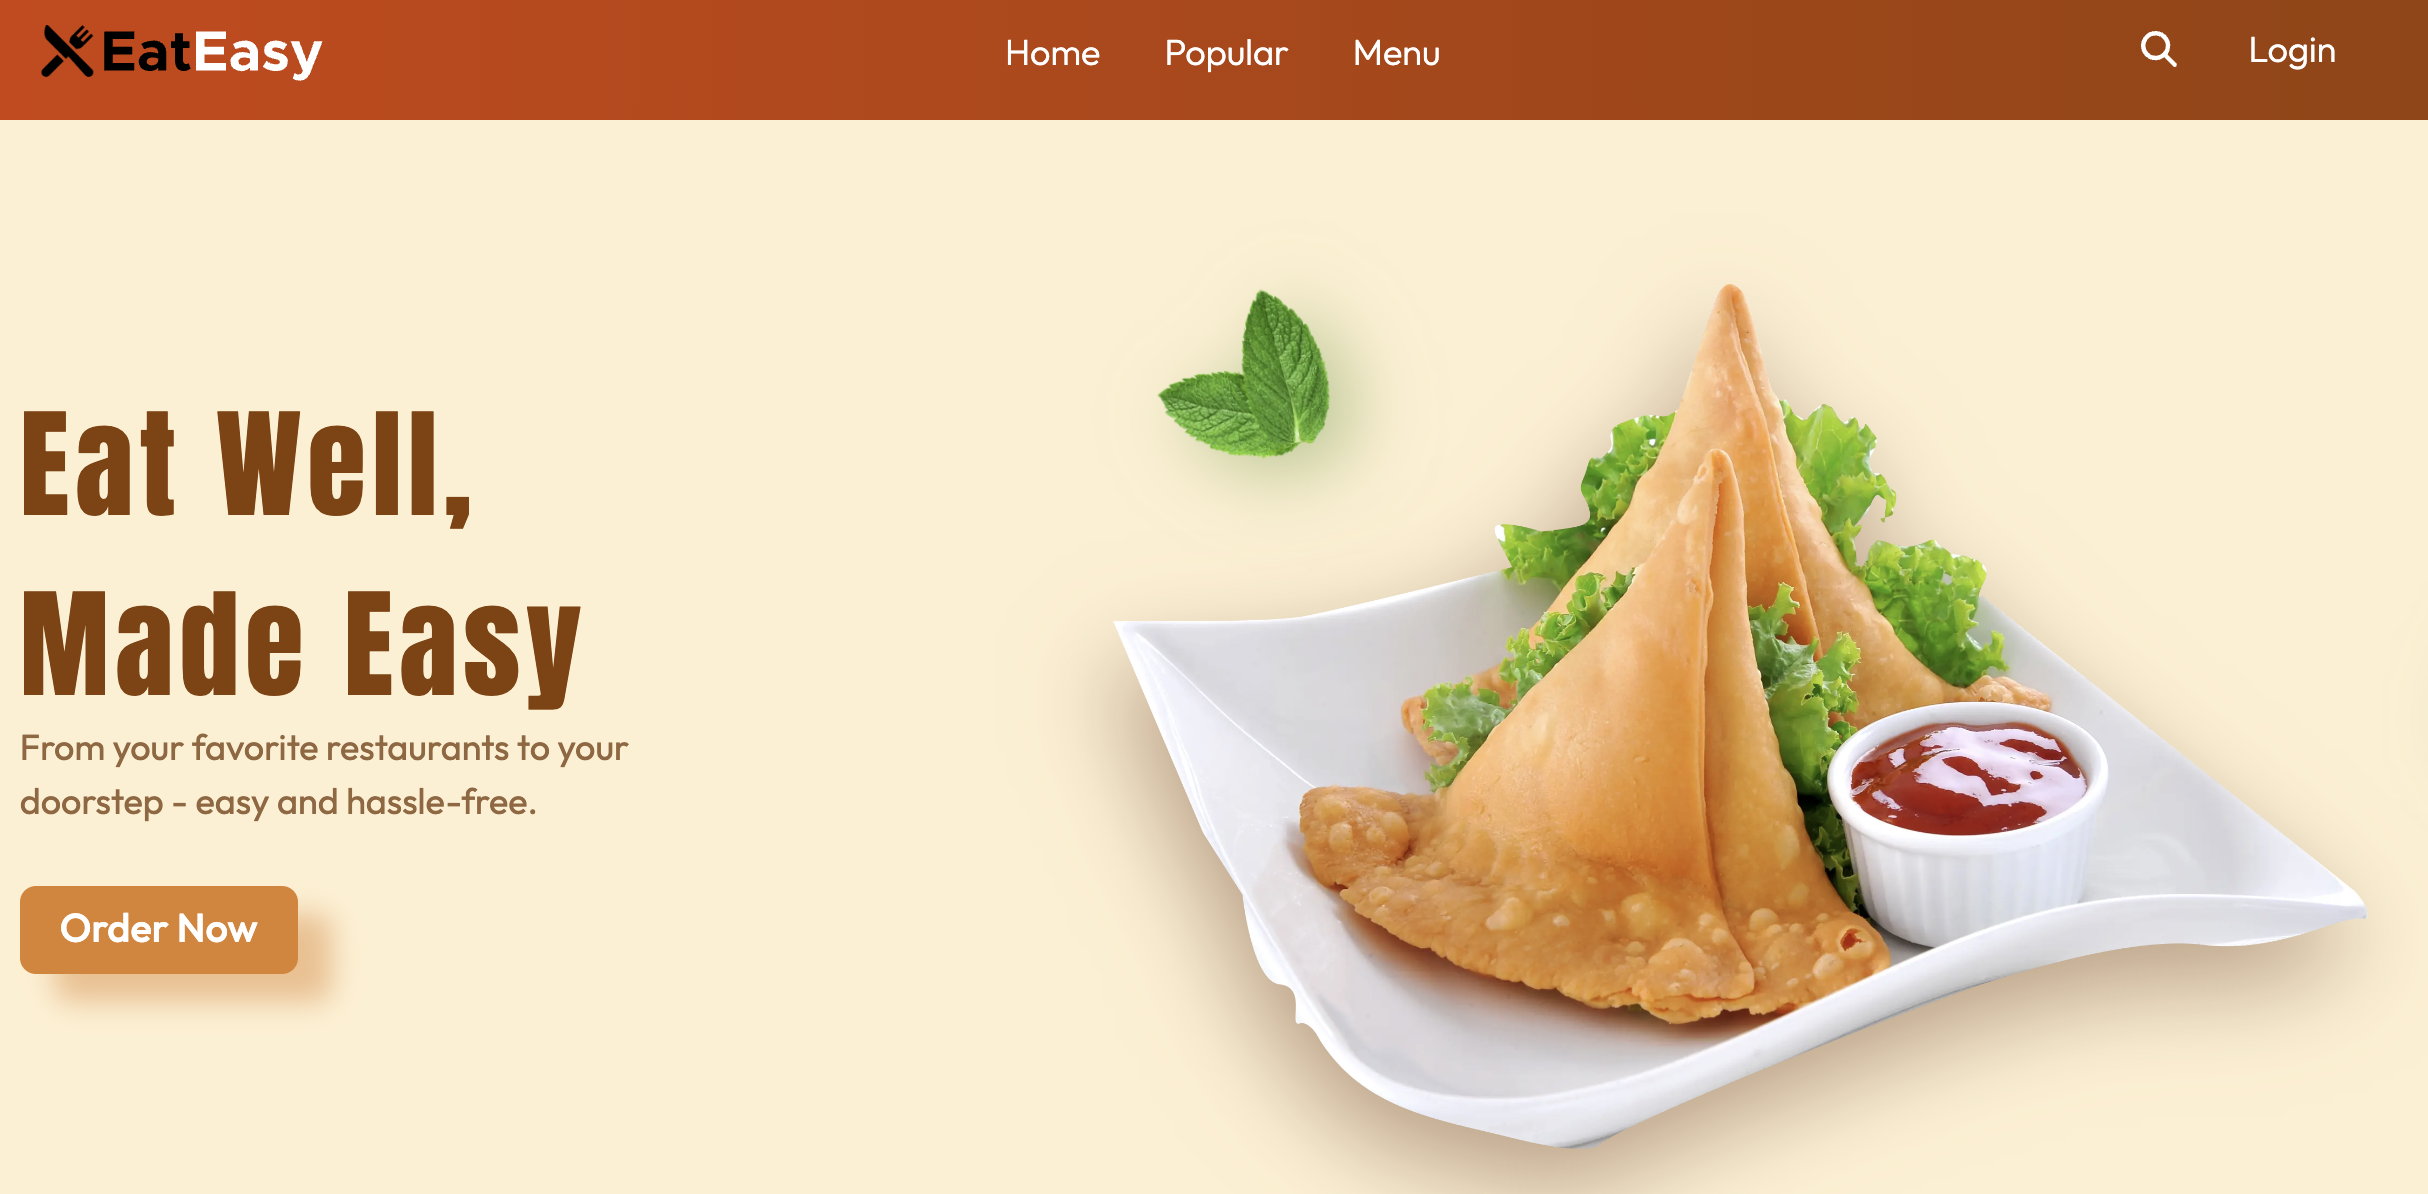 EatEasy
Home Popular Menu
Login
Eat Well,
Made Easy
From your favorite restaurants to your
doorstep - easy and hassle-free.
Order Now